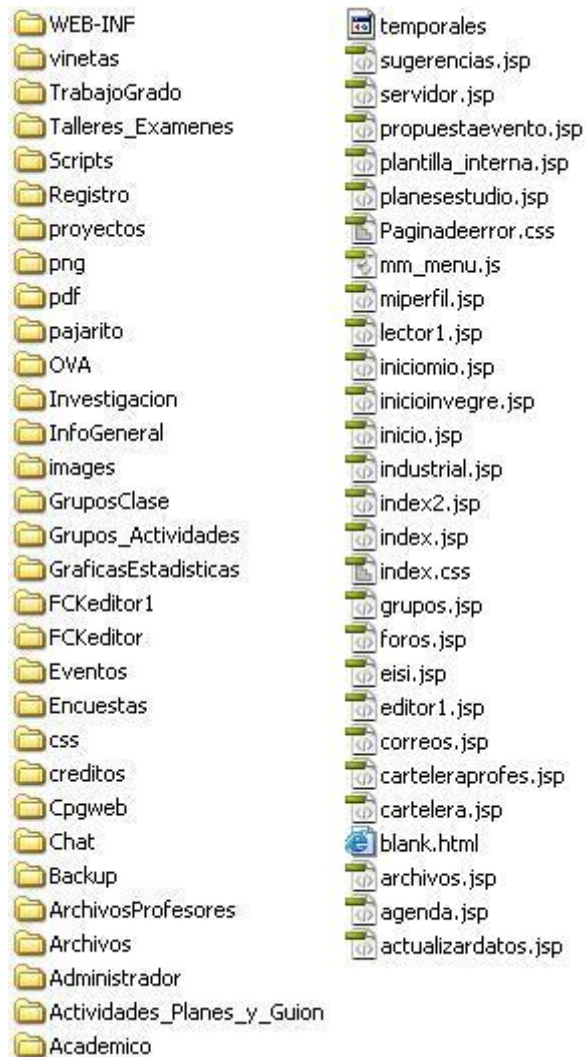 WEB-INF
vinetas
TrabajoGrado
Talleres_Examenes
Scripts
Registro
proyectos
png
pdf
pajarito
OVA
Investigacion
InfoGeneral
images
GruposClase
Grupos_Actividades
GraficasEstadisticas
FCKeditor1
FCKeditor
Eventos
Encuestas
css
creditos
Cpgweb
Chat
Backup
ArchivosProfesores
Archivos
Administrador
Actividades_Planes_y_Guion
Academico
temporales
sugerencias.jsp
servidor.jsp
propuestaevento.jsp
plantilla_interna.jsp
planesestudio.jsp
Paginadeerror.css
mm_menu.js
miperfil.jsp
lector1.jsp
iniciomio.jsp
inicioinvegre.jsp
inicio.jsp
industrial.jsp
index2.jsp
index.jsp
index.css
grupos.jsp
foros.jsp
eisi.jsp
editor1.jsp
correos.jsp
carteleraprofes.jsp
cartelera.jsp
blank.html
archivos.jsp
agenda.jsp
actualizardatos.jsp